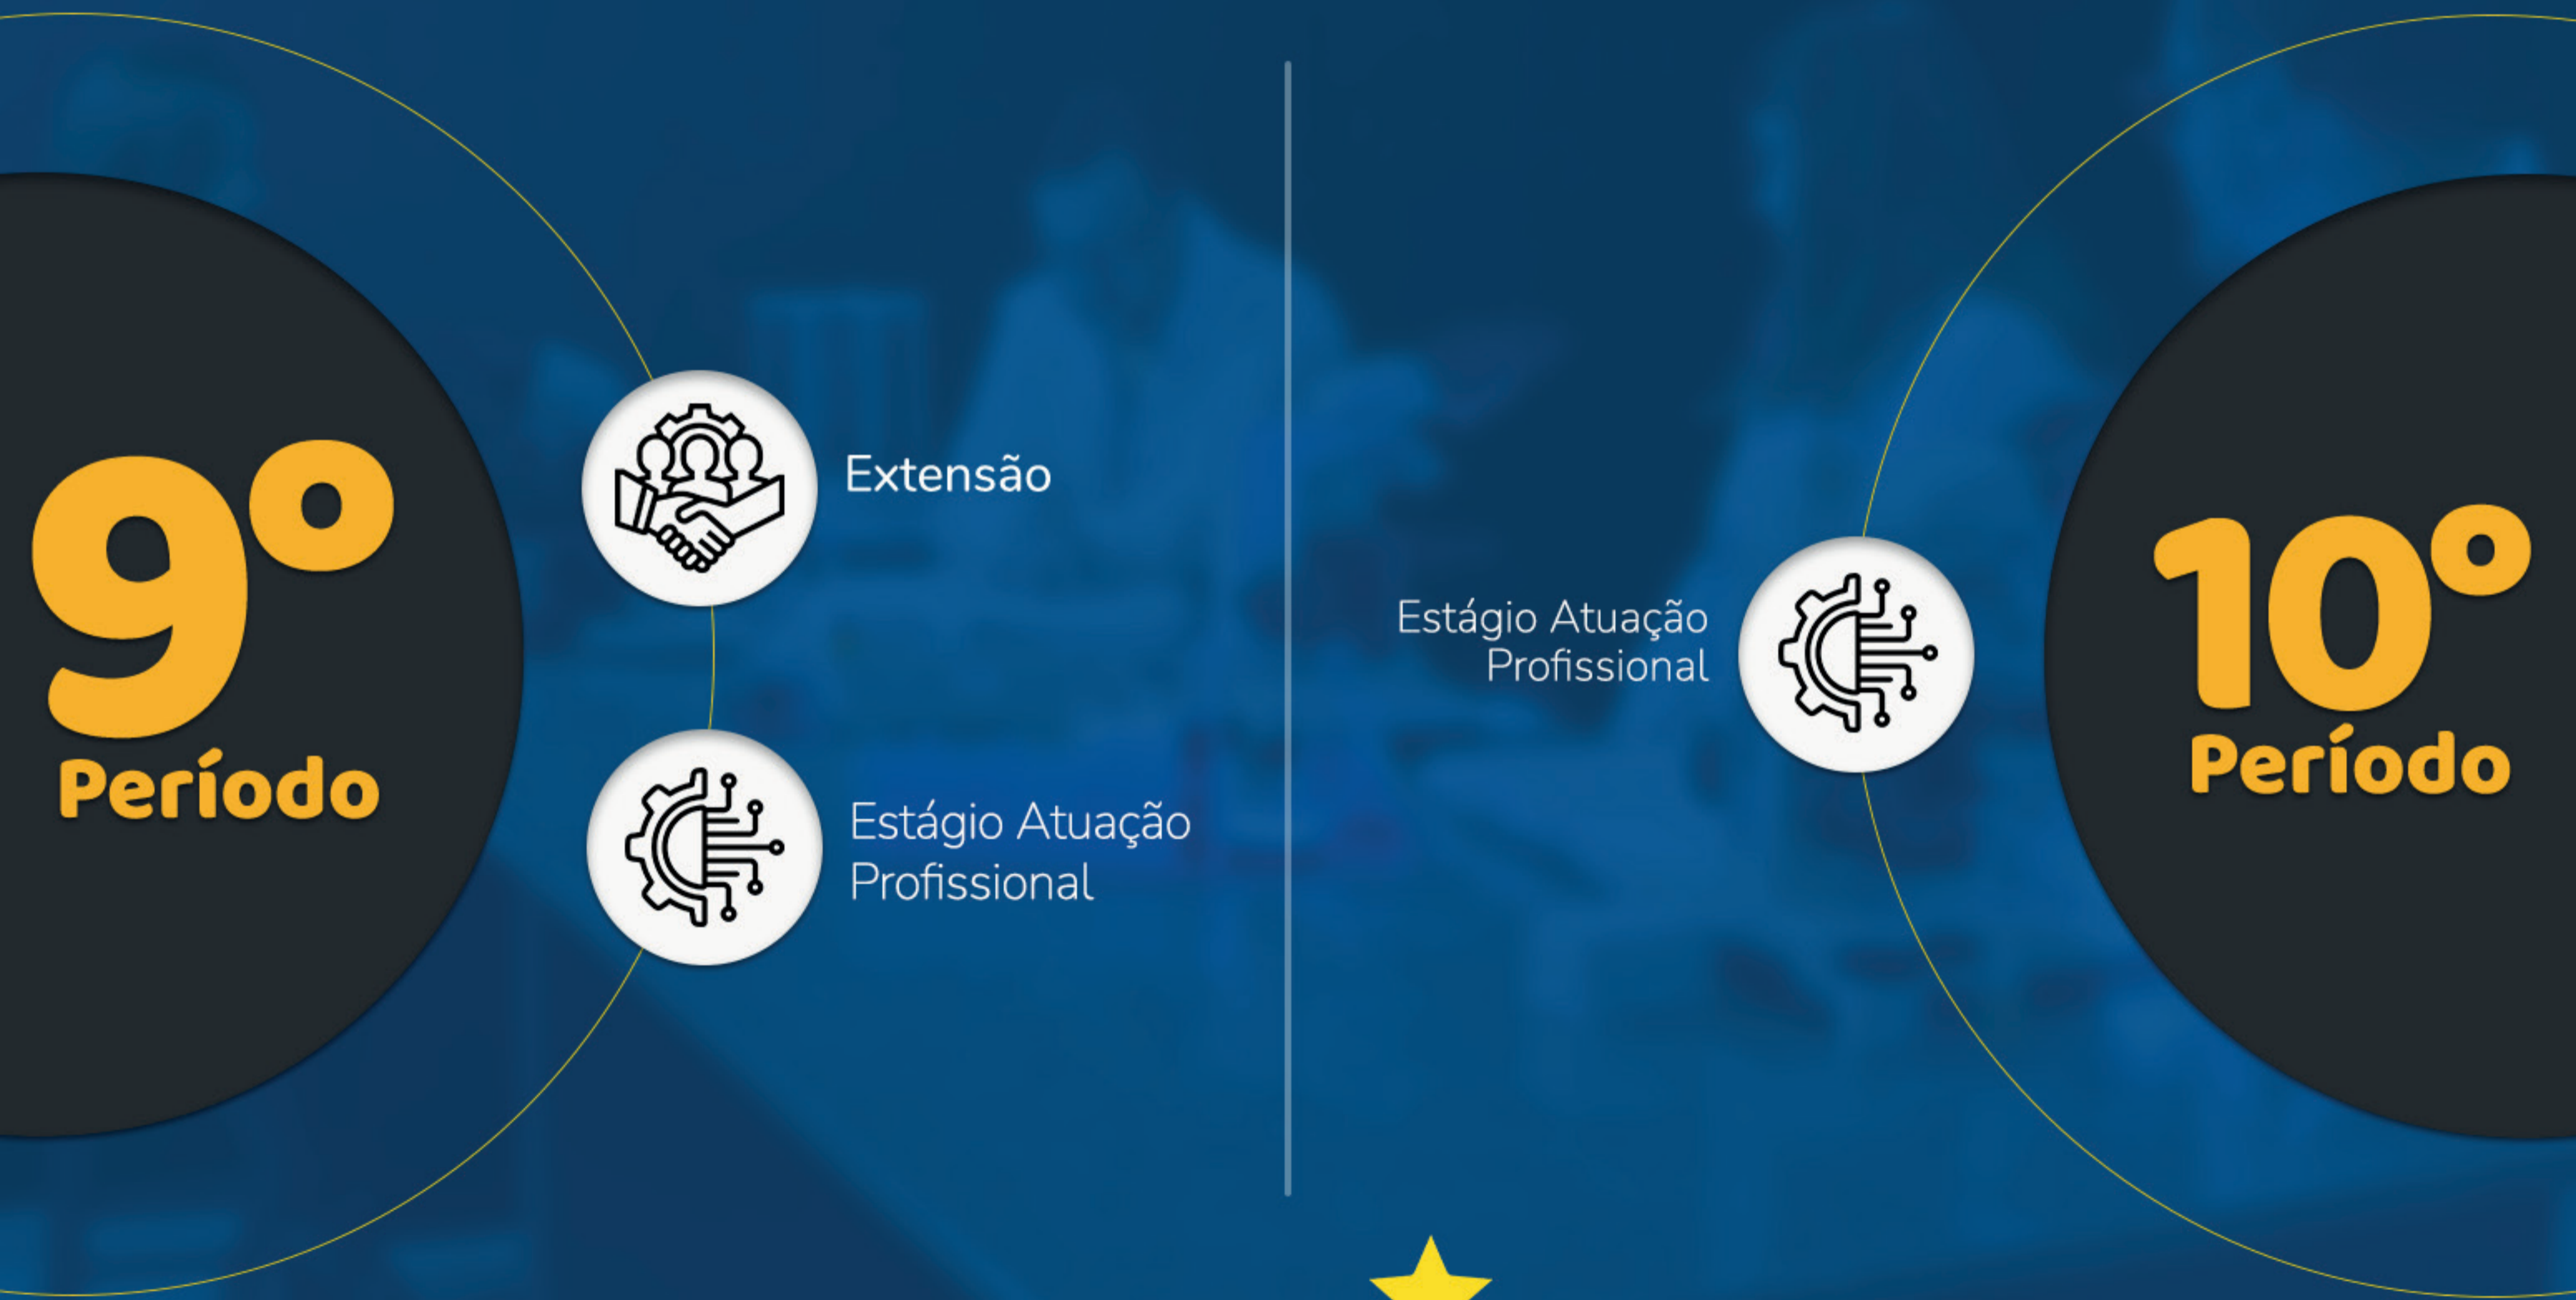 9º
Período
Extensão
Estágio Atuação
Profissional
Estágio Atuação
Profissional
10º
Período